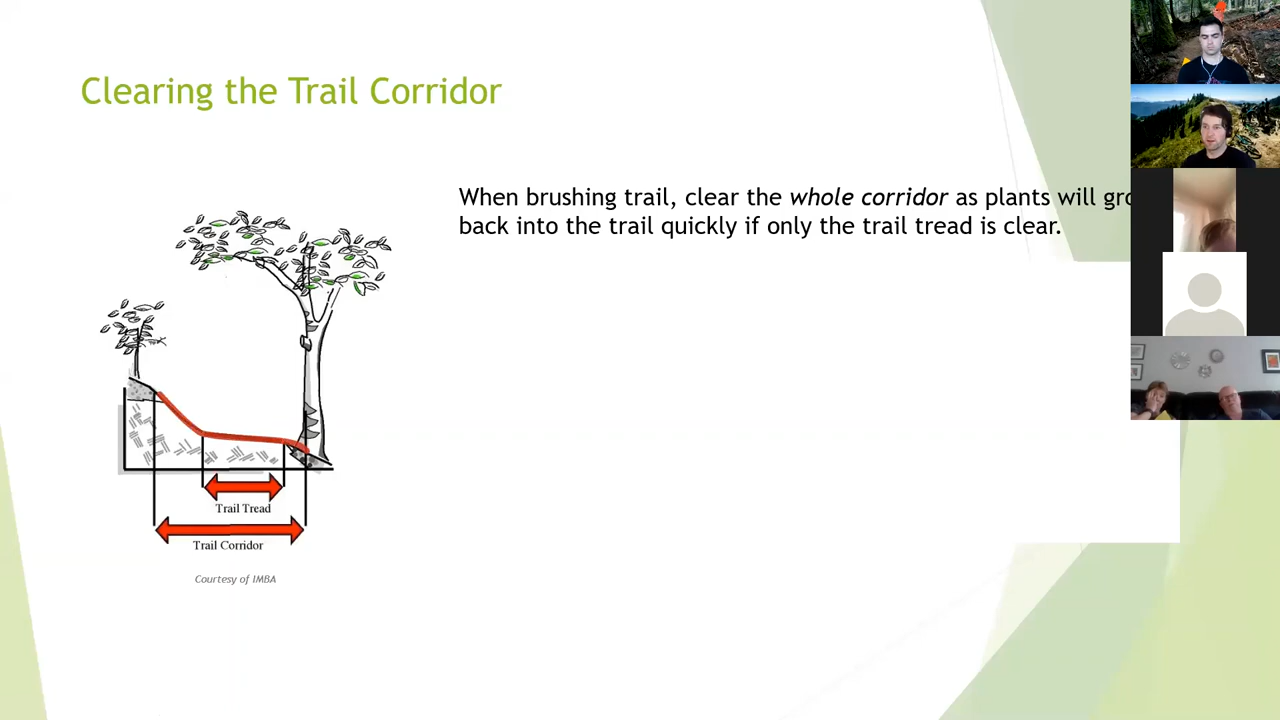 Clearing the Trail Corridor
When brushing trail, clear the whole corridor as plants will
back into the trail quickly if only the trail tread is clear.
Trail Tread
Trail Corridor
Courtesy of IMBA